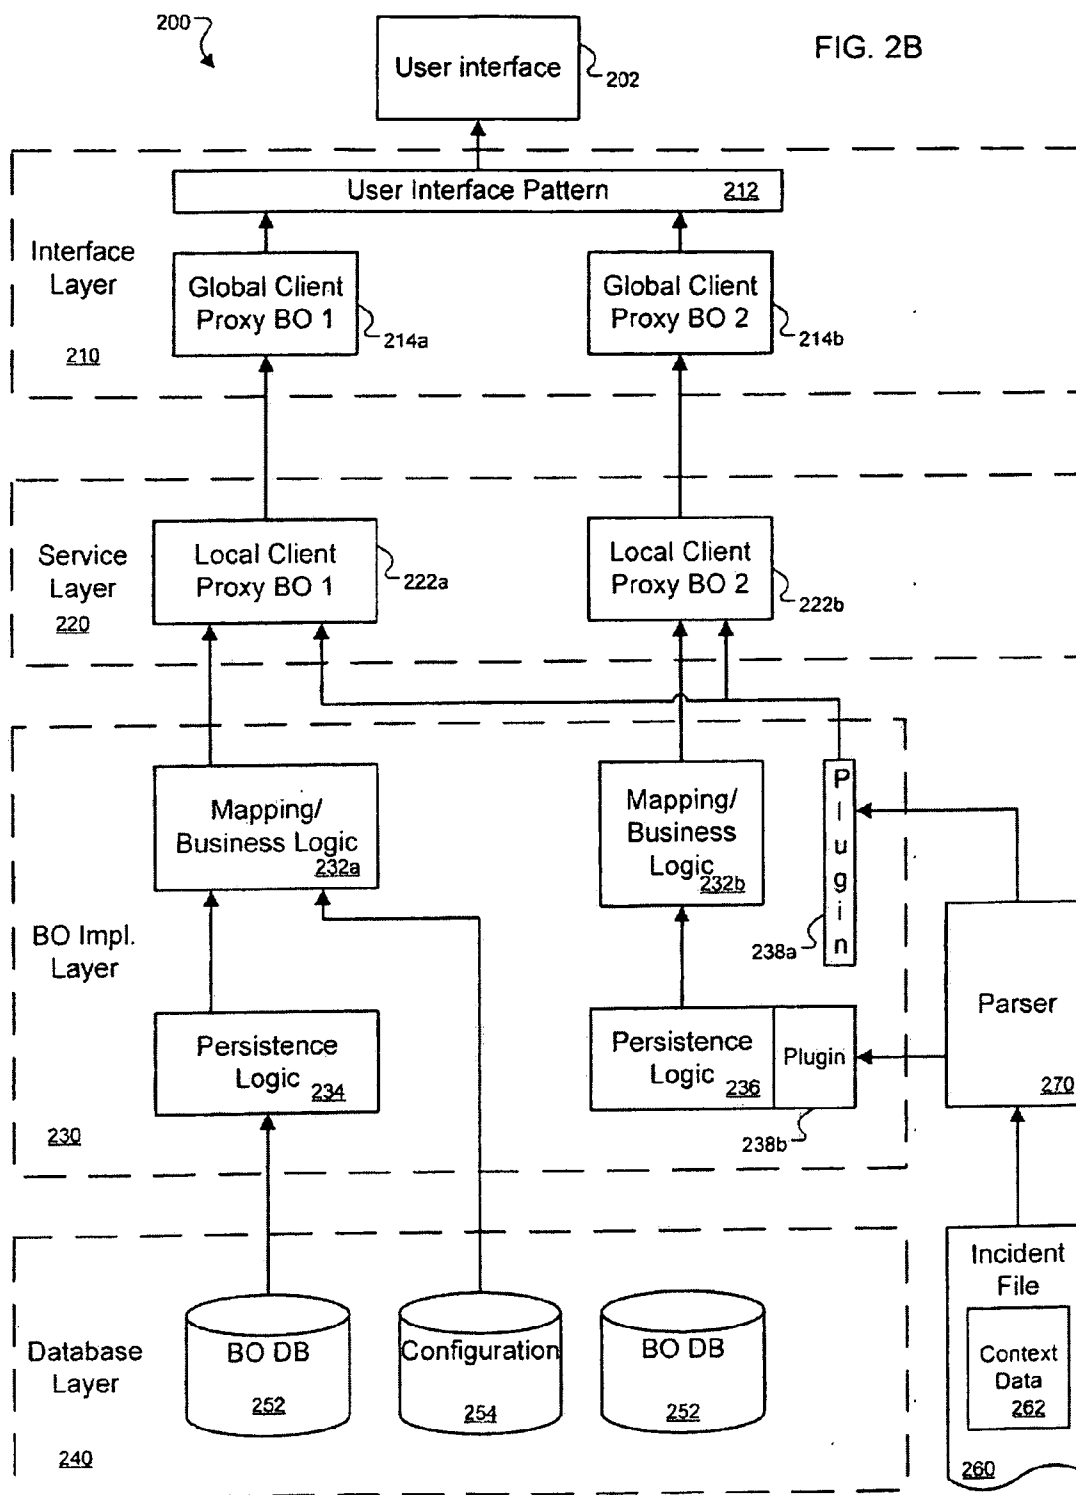 200
User interface
202
FIG. 2B
User Interface Pattern
212
Interface
Layer
210
Global Client
Proxy BO 1
214a
Global Client
Proxy BO 2
214b
Service
Layer
220
Local Client
Proxy BO 1
222a
Local Client
Proxy BO 2
222b
BO Impl.
Layer
230
Mapping/
Business Logic
232a
Mapping/
Business
Logic
232b
Plugin
238a
Persistence
Logic
234
Persistence
Logic
236
Plugin
238b
Parser
270
Database
Layer
240
BO DB
252
Configuration
254
BO DB
252
Incident
File
Context
Data
262
260